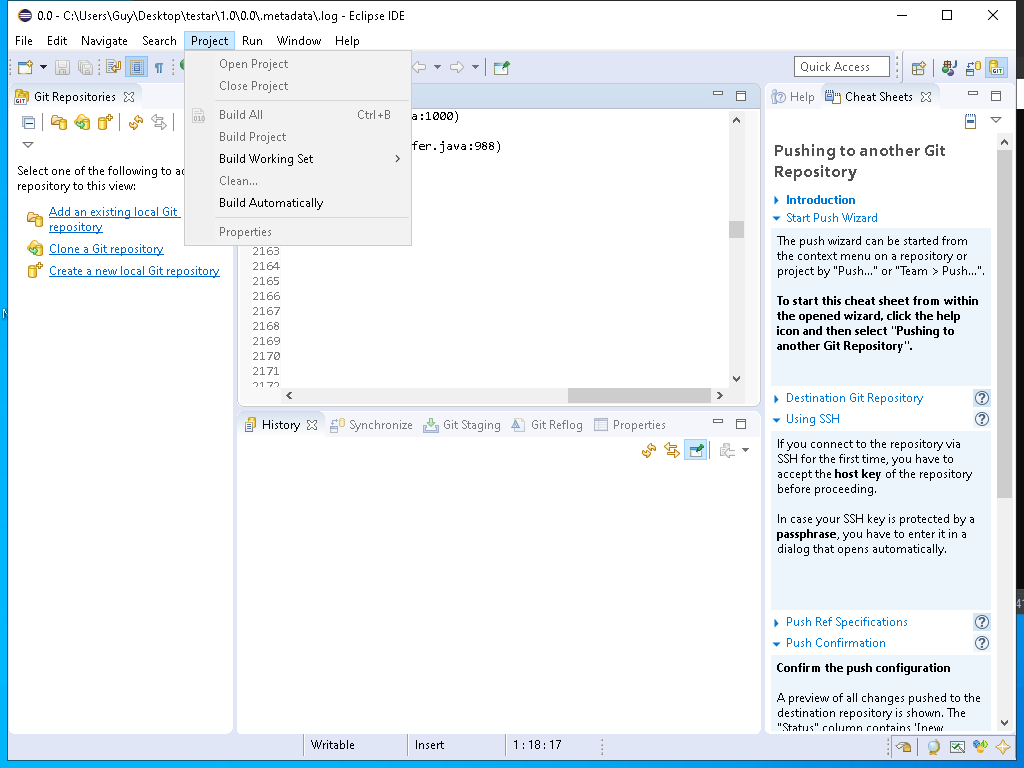 0.0 - C:\Users\Guy\Desktop\testar\1.0\0.0\.metadata\.log - Eclipse IDE
File Edit Navigate Search Project Run Window Help
Quick Access
Open Project
Close Project
Build All Ctrl+B
Build Project
Build Working Set
Clean...
Build Automatically
Properties
Git Repositories
Select one of the following to
repository to this view:
Add an existing local Git
repository
Clone a Git repository
Create a new local Git repository
a:1000)
fer.java:988)
2163
2164
2165
2166
2167
2168
2169
2170
2171
2172
History Synchronize Git Staging Git Reflog Properties
Help Cheat Sheets
Pushing to another Git
Repository
Introduction
Start Push Wizard
The push wizard can be started from
the context menu on a repository or
project by "Push..." or "Team > Push...".
To start this cheat sheet from within
the opened wizard, click the help
icon and then select "Pushing to
another Git Repository".
Destination Git Repository
Using SSH
If you connect to the repository via
SSH for the first time, you have to
accept the host key of the repository
before proceeding.
In case your SSH key is protected by a
passphrase, you have to enter it in a
dialog that opens automatically.
Push Ref Specifications
Push Confirmation
Confirm the push configuration
A preview of all changes pushed to the
destination repository is shown. The
"Status" column contains '[new
Writable Insert 1 : 18 : 17